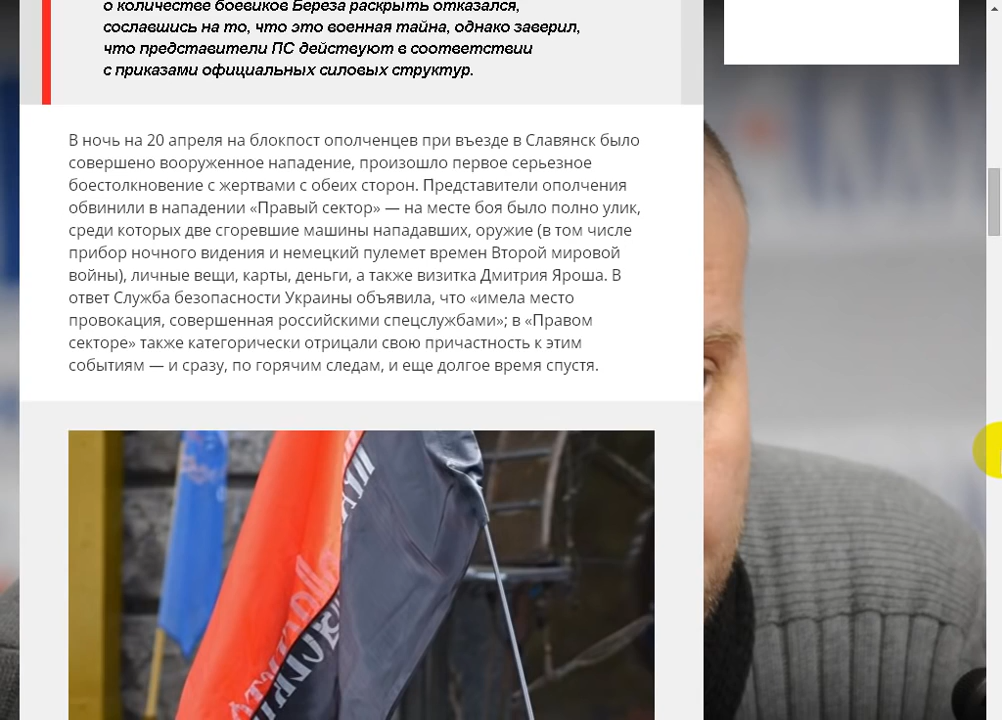 о количестве боевиков Береза раскрыть отказался,
сославшись на то, что это военная тайна, однако заверил,
что представители ПС действуют в соответствии
с приказами официальных силовых структур.
В ночь на 20 апреля на блокпост ополченцев при въезде в Славянск было
совершено вооруженное нападение, произошло первое серьезное
боестолкновение с жертвами с обеих сторон. Представители ополчения
обвинили в нападении «Правый сектор» — на месте боя было полно улик,
среди которых две сгоревшие машины нападавших, оружие (в том числе
прибор ночного видения и немецкий пулемет времен Второй мировой
войны), личные вещи, карты, деньги, а также визитка Дмитрия Яроша. В
ответ Служба безопасности Украины объявила, что «имела место
провокация, совершенная российскими спецслужбами»; в «Правом
секторе» также категорически отрицали свою причастность к этим
событиям — и сразу, по горячим следам, и еще долгое время спустя.